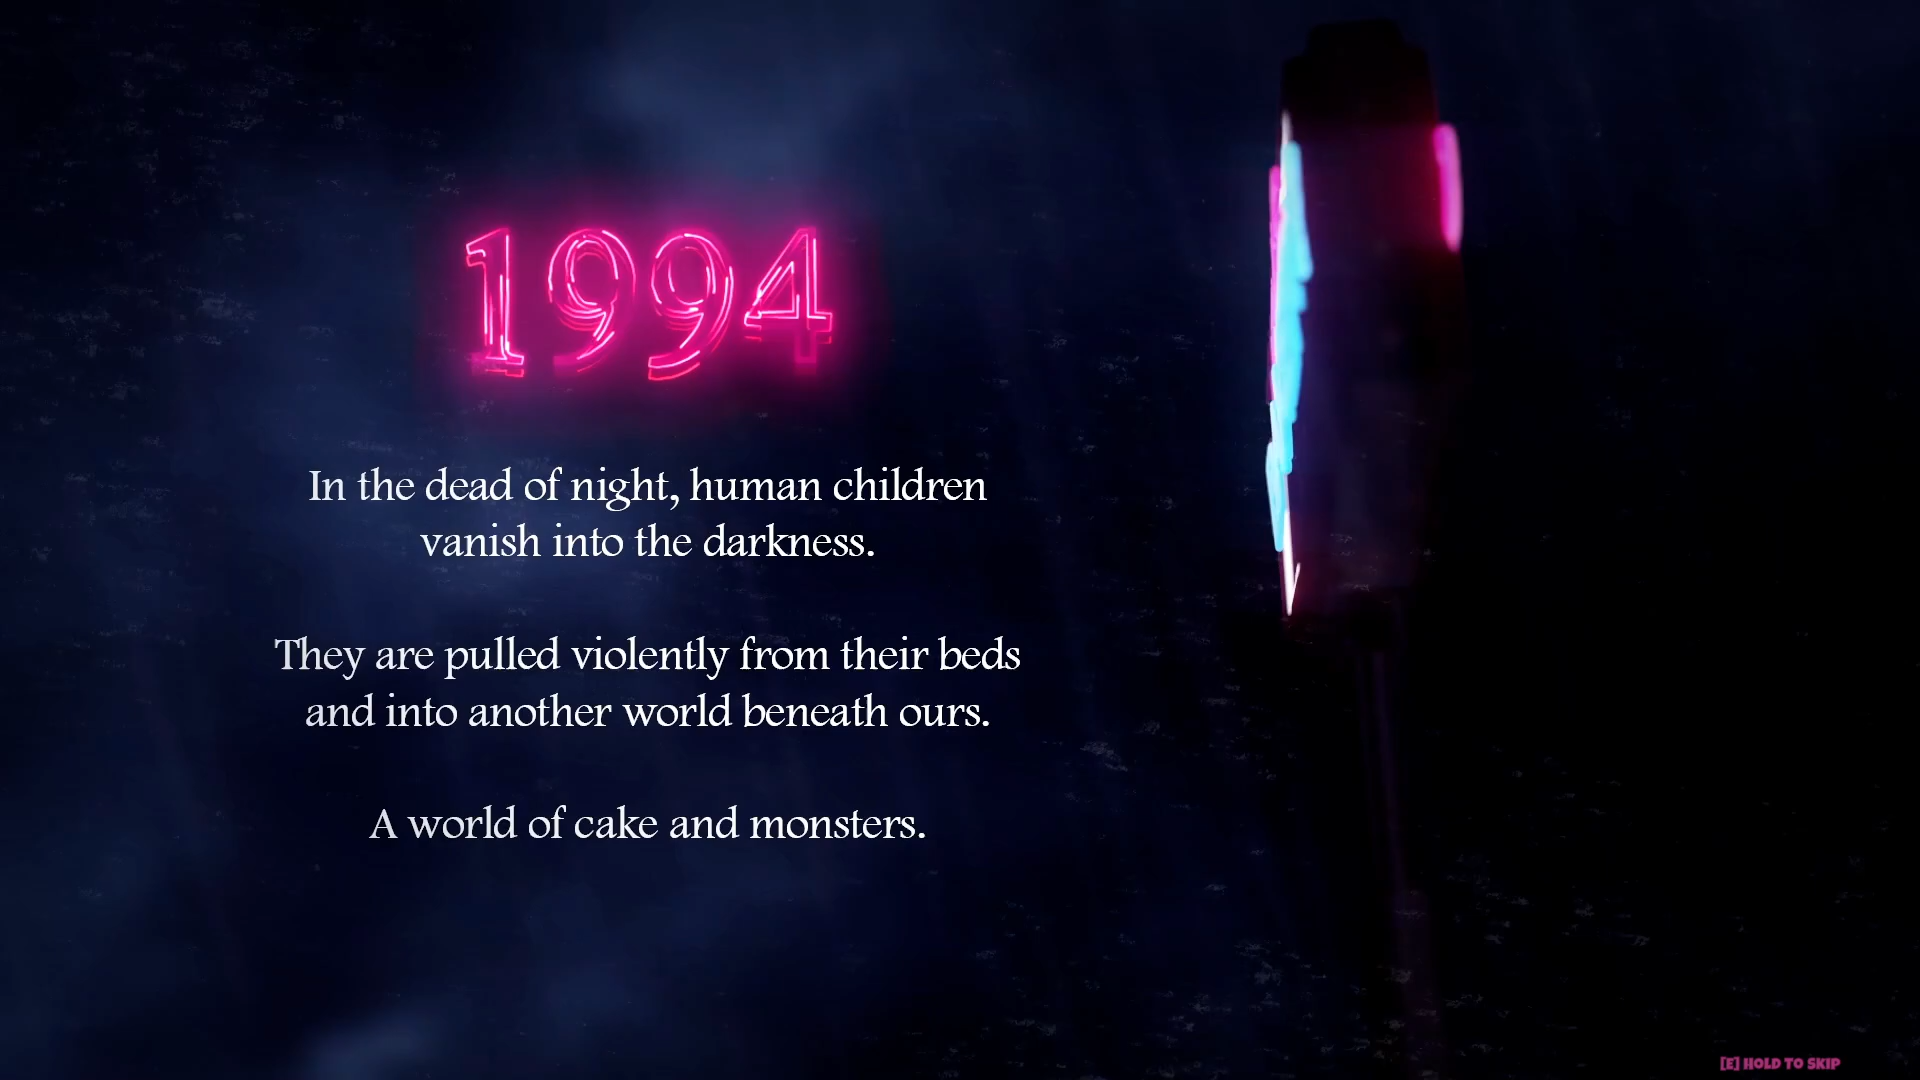 1994
In the dead of night, human children
vanish into the darkness.
They are pulled violently from their beds
and into another world beneath ours.
A world of cake and monsters.
[E] HOLD TO SKIP